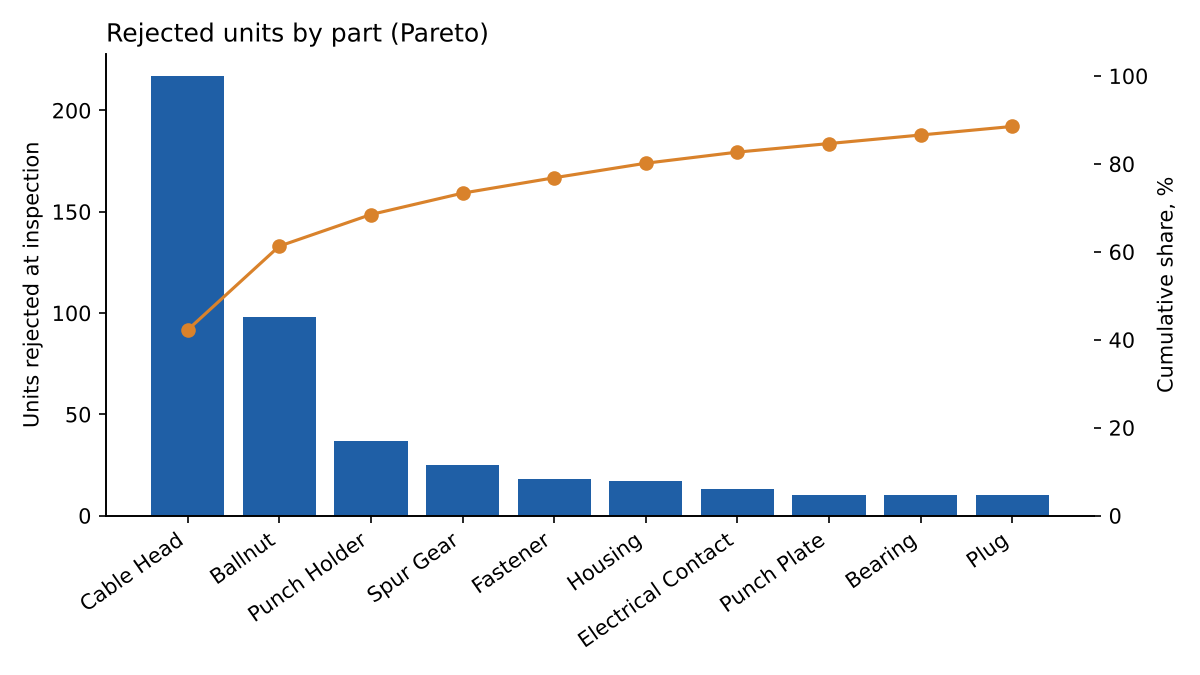 Rejected units by part (Pareto)
Units rejected at inspection
200
150
100
50
0
100
80
60
40
20
0
Cumulative share, %
Cable Head
Ballnut
Punch Holder
Spur Gear
Fastener
Housing
Electrical Contact
Punch Plate
Bearing
Plug